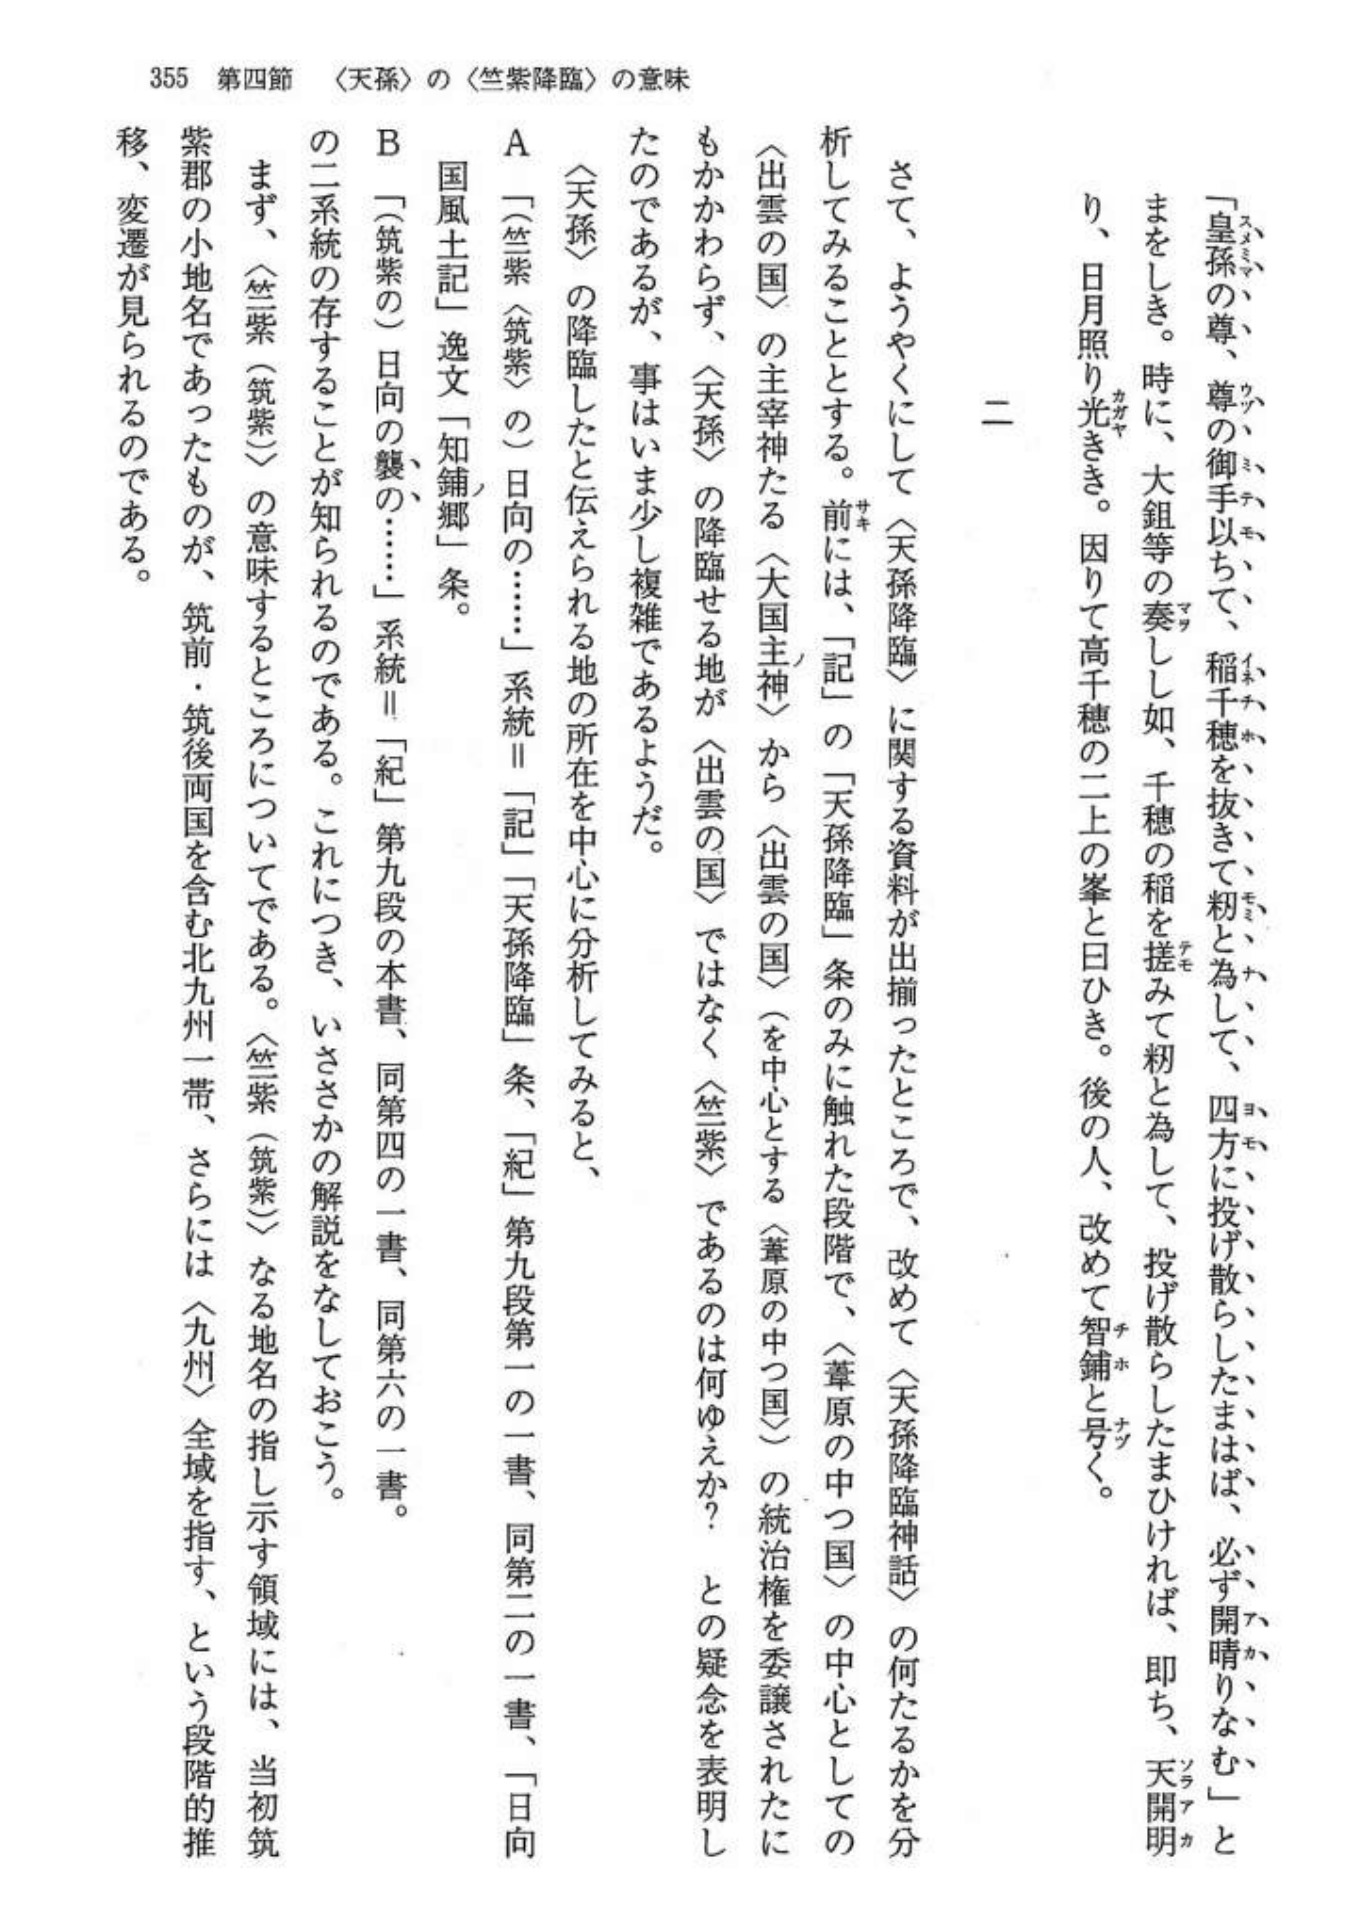 355 第四節 〈天孫〉の〈竺紫降臨〉の意味
「皇孫の尊、尊の御手以ちて、稲千穂を抜きて籾と為して、四方に投げ散らしたまはば、必ず開晴りなむ」と
まをしき。時に、大鉏等の奏しし如、千穂の稲を搓みて籾と為して、投げ散らしたまひければ、即ち、天開明
り、日月照り光きき。因りて高千穂の二上の峯と曰ひき。後の人、改めて智鋪と号く。
二
さて、ようやくにして〈天孫降臨〉に関する資料が出揃ったところで、改めて〈天孫降臨神話〉の何たるかを分
析してみることとする。前には、「記」の「天孫降臨」条のみに触れた段階で、〈葦原の中つ国〉の中心としての
〈出雲の国〉の主宰神たる〈大国主ノ神〉から〈出雲の国〉（を中心とする〈葦原の中つ国〉）の統治権を委譲されたに
もかかわらず、〈天孫〉の降臨せる地が〈出雲の国〉ではなく〈竺紫〉であるのは何ゆえか？　との疑念を表明し
たのであるが、事はいま少し複雑であるようだ。
〈天孫〉の降臨したと伝えられる地の所在を中心に分析してみると、
A 「（竺紫〈筑紫〉の）日向の……」系統＝「記」「天孫降臨」条、「紀」第九段第一の一書、同第二の一書、「日向
国風土記」逸文「知鋪ノ郷」条。
B 「（筑紫の）日向の襲の……」系統＝「紀」第九段の本書、同第四の一書、同第六の一書。
の二系統の存することが知られるのである。これにつき、いささかの解説をなしておこう。
まず、〈竺紫（筑紫）〉の意味するところについてである。〈竺紫（筑紫）〉なる地名の指し示す領域には、当初筑
紫郡の小地名であったものが、筑前・筑後両国を含む北九州一帯、さらには〈九州〉全域を指す、という段階的推
移、変遷が見られるのである。